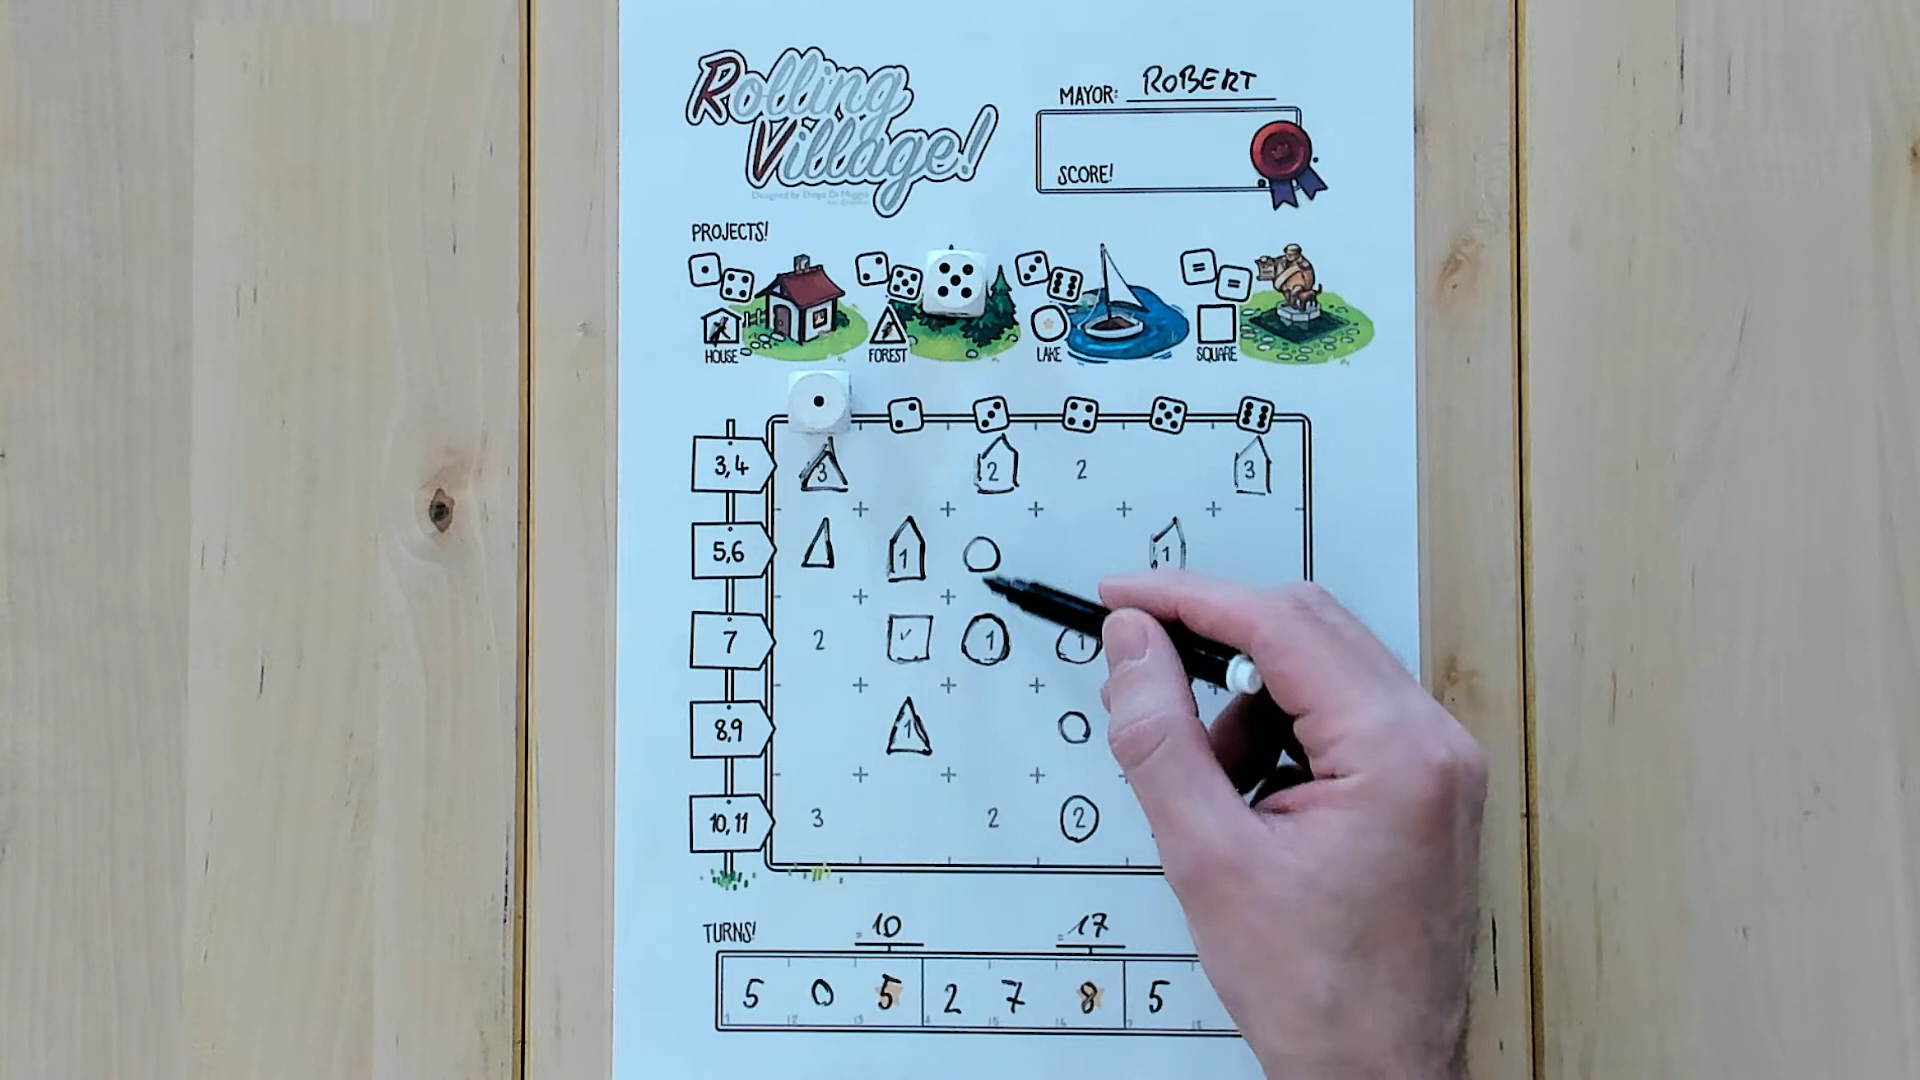 Rolling
Village!
MAYOR: ROBERT
SCORE!
PROJECTS!
= =
HOUSE FOREST LAKE SQUARE
3,4 3 2 2 3
5,6 1 1
7 2 1 1
8,9 1
10,11 3 2 2
TURNS! =10 =17
5 0 5 2 7 8 5